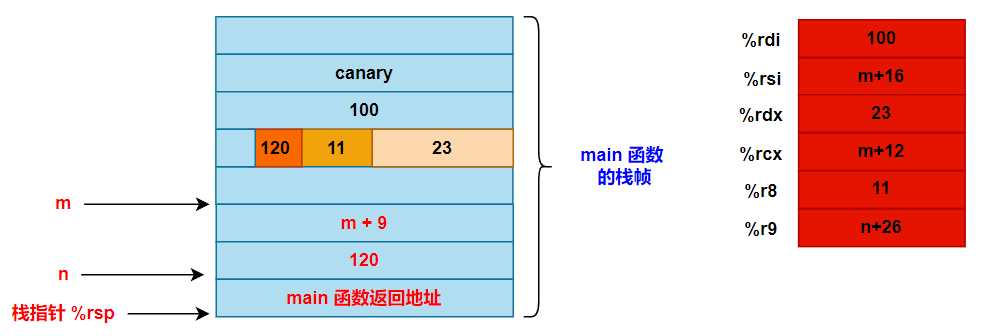 canary
100
120 11 23
m
m + 9
120
n
main 函数返回地址
栈指针 %rsp
main 函数
的栈帧
%rdi 100
%rsi m+16
%rdx 23
%rcx m+12
%r8 11
%r9 n+26